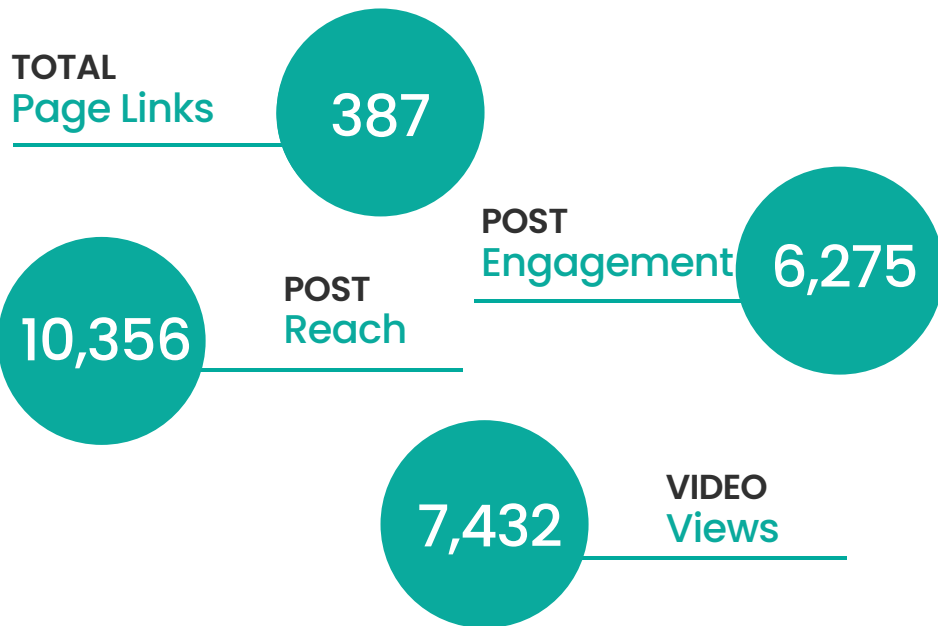 TOTAL
Page Links
387
POST
Engagement
6,275
10,356
POST
Reach
7,432
VIDEO
Views